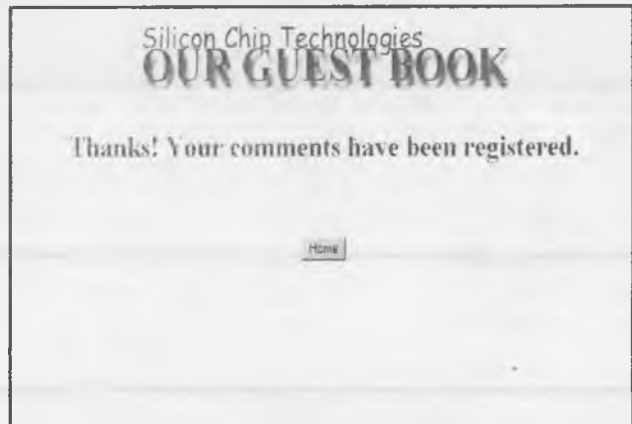 Silicon Chip Technologies
OUR GUEST BOOK
Thanks! Your comments have been registered.
Home